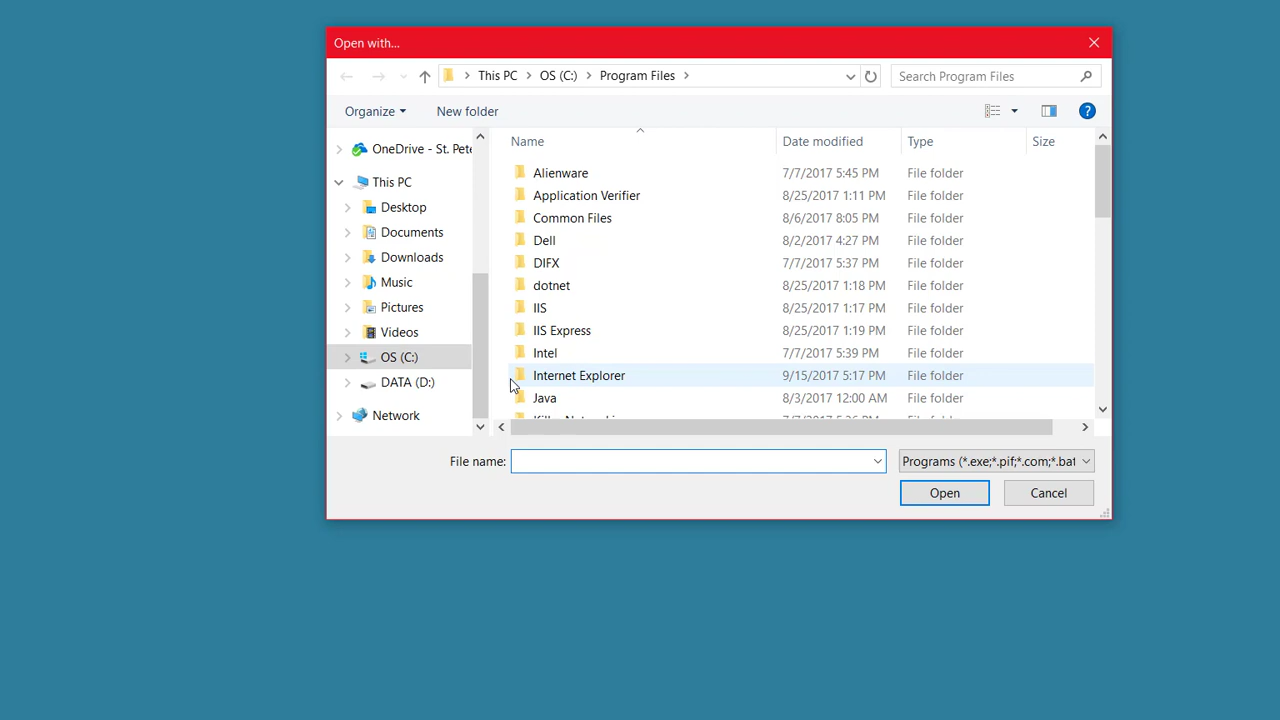 Open with...
This PC OS (C:) Program Files
Search Program Files
Organize New folder
Name Date modified Type Size
OneDrive - St. Pete
This PC
Desktop
Documents
Downloads
Music
Pictures
Videos
OS (C:)
DATA (D:)
Network
Alienware 7/7/2017 5:45 PM File folder
Application Verifier 8/25/2017 1:11 PM File folder
Common Files 8/6/2017 8:05 PM File folder
Dell 8/2/2017 4:27 PM File folder
DIFX 7/7/2017 5:37 PM File folder
dotnet 8/25/2017 1:18 PM File folder
IIS 8/25/2017 1:17 PM File folder
IIS Express 8/25/2017 1:19 PM File folder
Intel 7/7/2017 5:39 PM File folder
Internet Explorer 9/15/2017 5:17 PM File folder
Java 8/3/2017 12:00 AM File folder
File name:
Programs (*.exe;*.pif;*.com;*.bat
Open Cancel